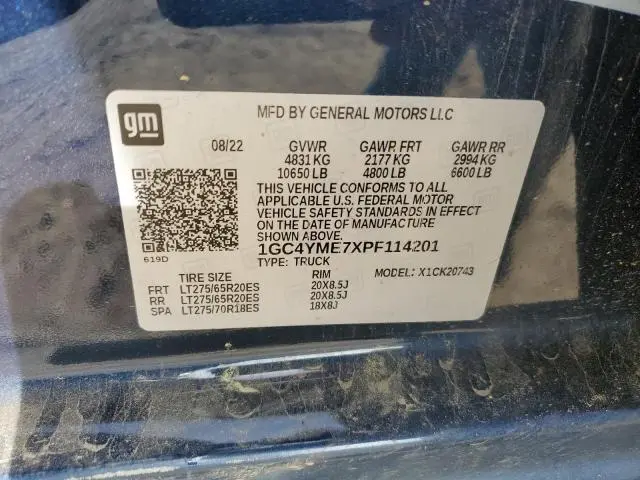 gm
MFD BY GENERAL MOTORS LLC
08/22 GVWR GAWR FRT GAWR RR
4831 KG 2177 KG 2994 KG
10650 LB 4800 LB 6600 LB
THIS VEHICLE CONFORMS TO ALL
APPLICABLE U.S. FEDERAL MOTOR
VEHICLE SAFETY STANDARDS IN EFFECT
ON THE DATE OF MANUFACTURE
SHOWN ABOVE.
1GC4YME7XPF114201
619D
TYPE: TRUCK
MODEL: X1CK20743
TIRE SIZE RIM
FRT LT275/65R20ES 20X8.5J
RR LT275/65R20ES 20X8.5J
SPA LT275/70R18ES 18X8J